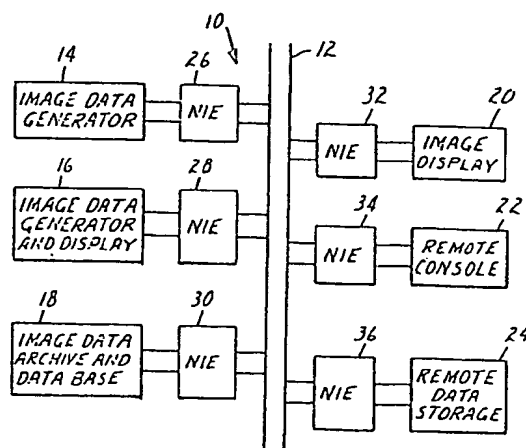 10
12
14
26
IMAGE DATA
GENERATOR
NIE
32
20
NIE
IMAGE
DISPLAY
16
28
IMAGE DATA
GENERATOR
AND DISPLAY
NIE
34
22
NIE
REMOTE
CONSOLE
18
30
IMAGE DATA
ARCHIVE AND
DATA BASE
NIE
36
24
NIE
REMOTE
DATA
STORAGE